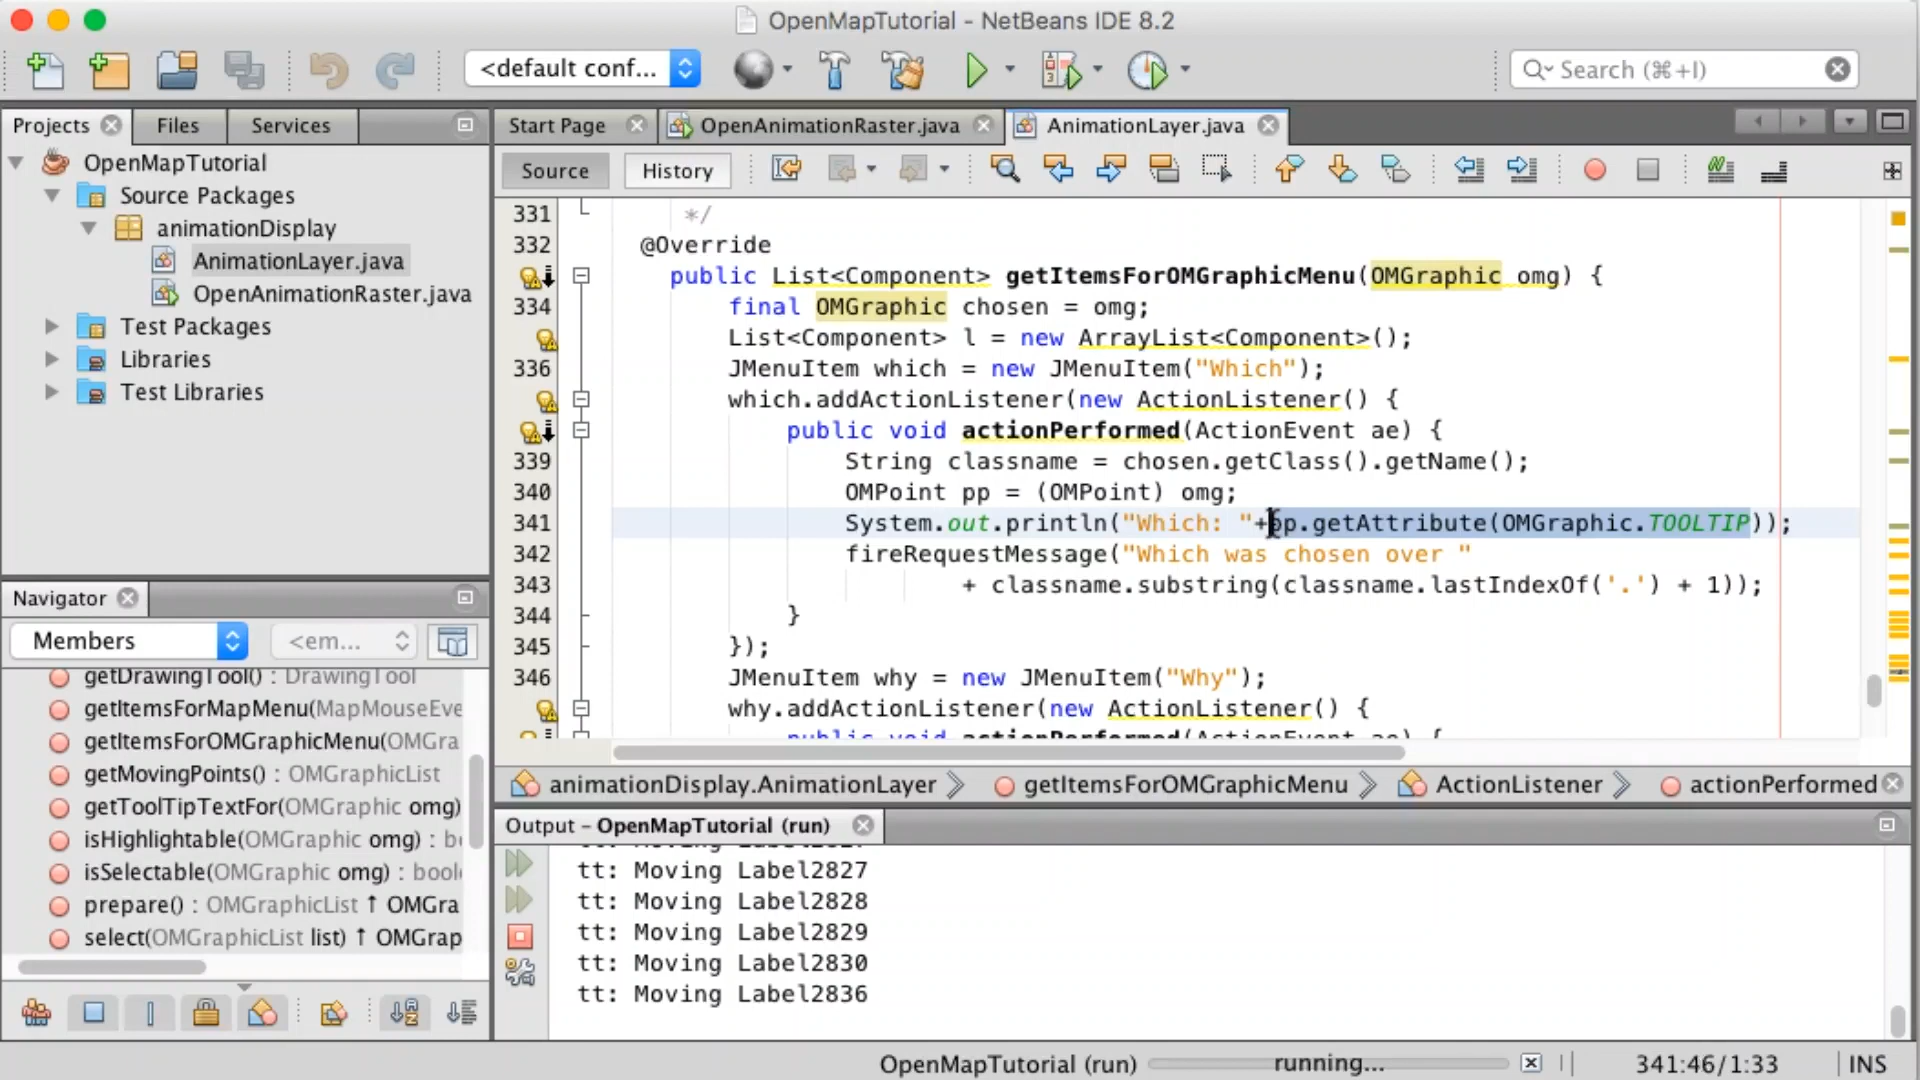 OpenMapTutorial - NetBeans IDE 8.2
<default conf...
Search (⌘+I)
Projects
Files
Services
Start Page
OpenAnimationRaster.java
AnimationLayer.java
Source
History
OpenMapTutorial
Source Packages
animationDisplay
AnimationLayer.java
OpenAnimationRaster.java
Test Packages
Libraries
Test Libraries
331 */
332 @Override
public List<Component> getItemsForOMGraphicMenu(OMGraphic omg) {
334 final OMGraphic chosen = omg;
List<Component> l = new ArrayList<Component>();
336 JMenuItem which = new JMenuItem("Which");
which.addActionListener(new ActionListener() {
public void actionPerformed(ActionEvent ae) {
339 String classname = chosen.getClass().getName();
340 OMPoint pp = (OMPoint) omg;
341 System.out.println("Which: "+pp.getAttribute(OMGraphic.TOOLTIP));
342 fireRequestMessage("Which was chosen over "
343 + classname.substring(classname.lastIndexOf('.') + 1));
344 }
345 });
346 JMenuItem why = new JMenuItem("Why");
why.addActionListener(new ActionListener() {
public void actionPerformed(ActionEvent ae) {
Navigator
Members
<em...
getDrawingTool() : DrawingTool
getItemsForMapMenu(MapMouseEve
getItemsForOMGraphicMenu(OMGra
getMovingPoints() : OMGraphicList
getToolTipTextFor(OMGraphic omg)
isHighlightable(OMGraphic omg) : b
isSelectable(OMGraphic omg) : bool
prepare() : OMGraphicList ↑ OMGra
select(OMGraphicList list) ↑ OMGrap
animationDisplay.AnimationLayer
getItemsForOMGraphicMenu
ActionListener
actionPerformed
Output - OpenMapTutorial (run)
tt: Moving Label2827
tt: Moving Label2828
tt: Moving Label2829
tt: Moving Label2830
tt: Moving Label2836
OpenMapTutorial (run)
running...
341:46/1:33
INS